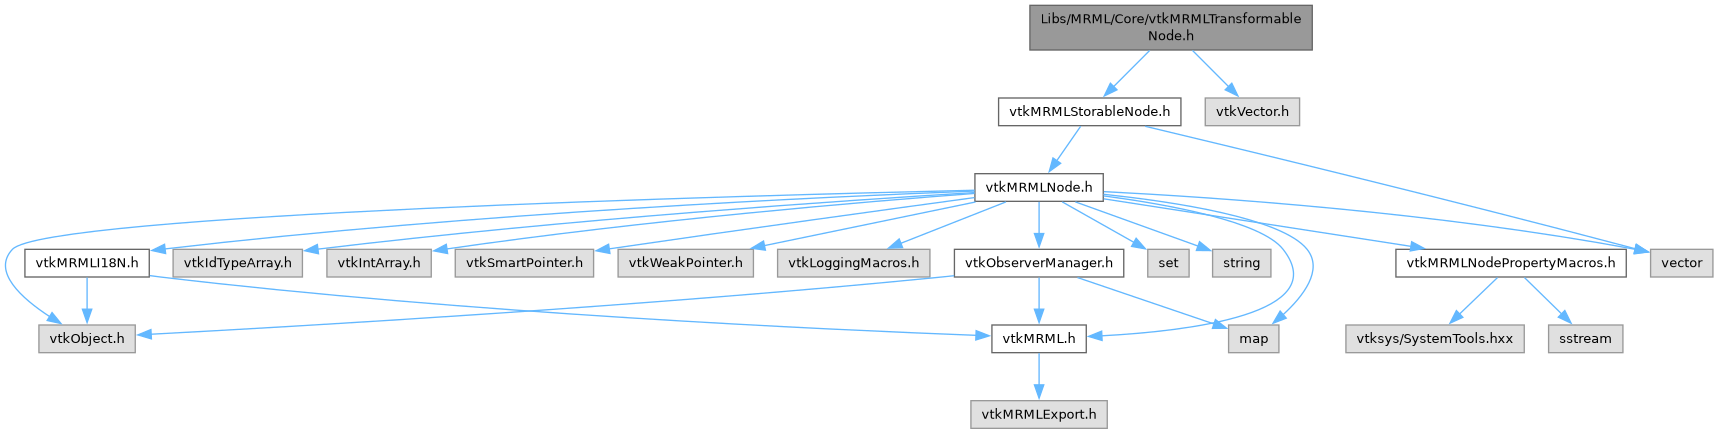 Libs/MRML/Core/vtkMRMLTransformable
Node.h
vtkMRMLStorableNode.h
vtkVector.h
vtkMRMLNode.h
vtkMRMLI18N.h
vtkIdTypeArray.h
vtkIntArray.h
vtkSmartPointer.h
vtkWeakPointer.h
vtkLoggingMacros.h
vtkObserverManager.h
set
string
vtkMRMLNodePropertyMacros.h
vector
vtkObject.h
vtkMRML.h
map
vtksys/SystemTools.hxx
sstream
vtkMRMLExport.h